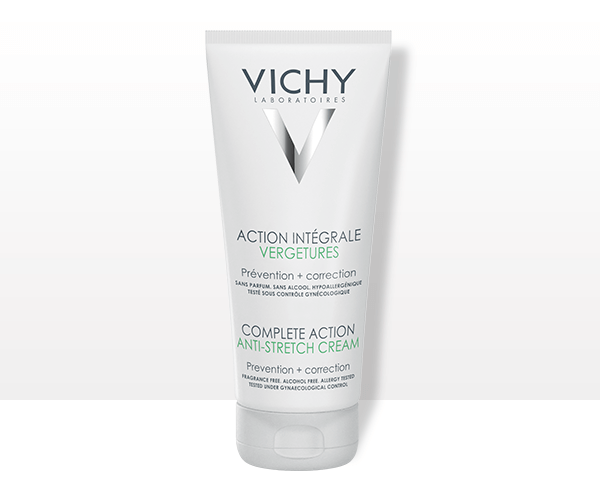 VICHY
LABORATOIRES
ACTION INTÉGRALE
VERGETURES
Prévention + correction
SANS PARFUM. SANS ALCOOL. HYPOALLERGÉNIQUE
TESTÉ SOUS CONTRÔLE GYNÉCOLOGIQUE
COMPLETE ACTION
ANTI-STRETCH CREAM
Prevention + correction
FRAGRANCE FREE. ALCOHOL FREE. ALLERGY TESTED
TESTED UNDER GYNAECOLOGICAL CONTROL